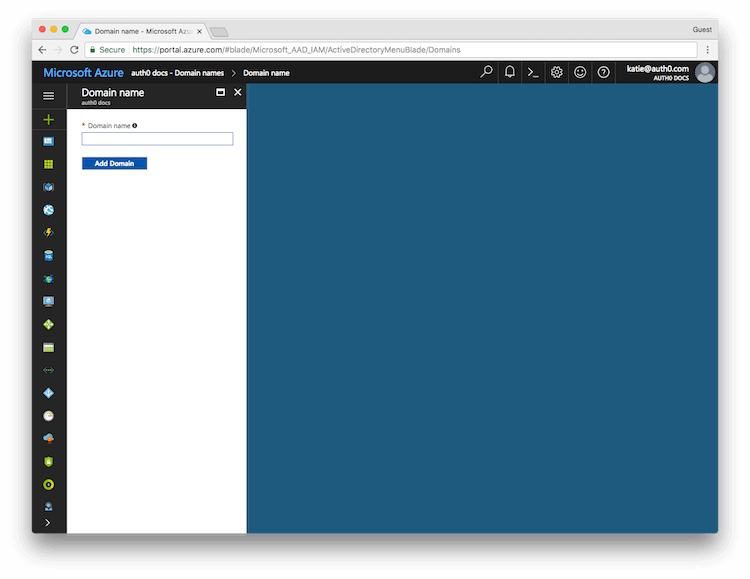 Domain name - Microsoft Azu
Guest
Secure https://portal.azure.com/#blade/Microsoft_AAD_IAM/ActiveDirectoryMenuBlade/Domains
Microsoft Azure auth0 docs - Domain names > Domain name
katie@auth0.com
AUTH0 DOCS
Domain name
auth0 docs
* Domain name
Add Domain